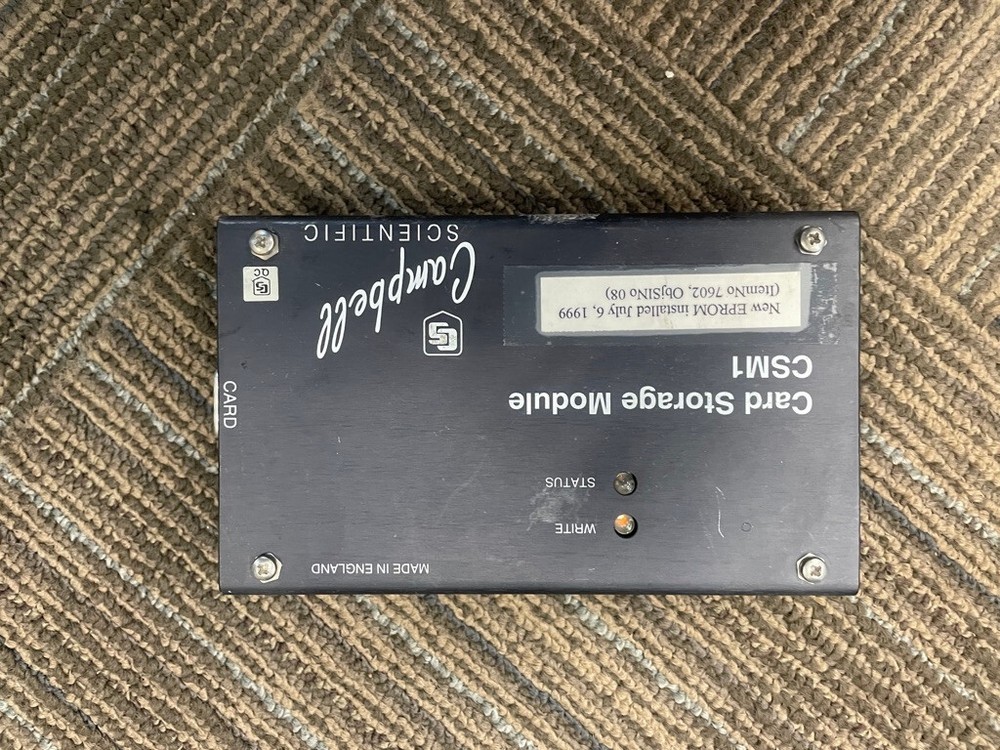 MADE IN ENGLAND
WRITE
STATUS
Card Storage Module
CSM1
CARD
New EPROM installed July 6, 1999
(ItemNo 7602, ObjSINo 08)
Campbell
SCIENTIFIC
QC